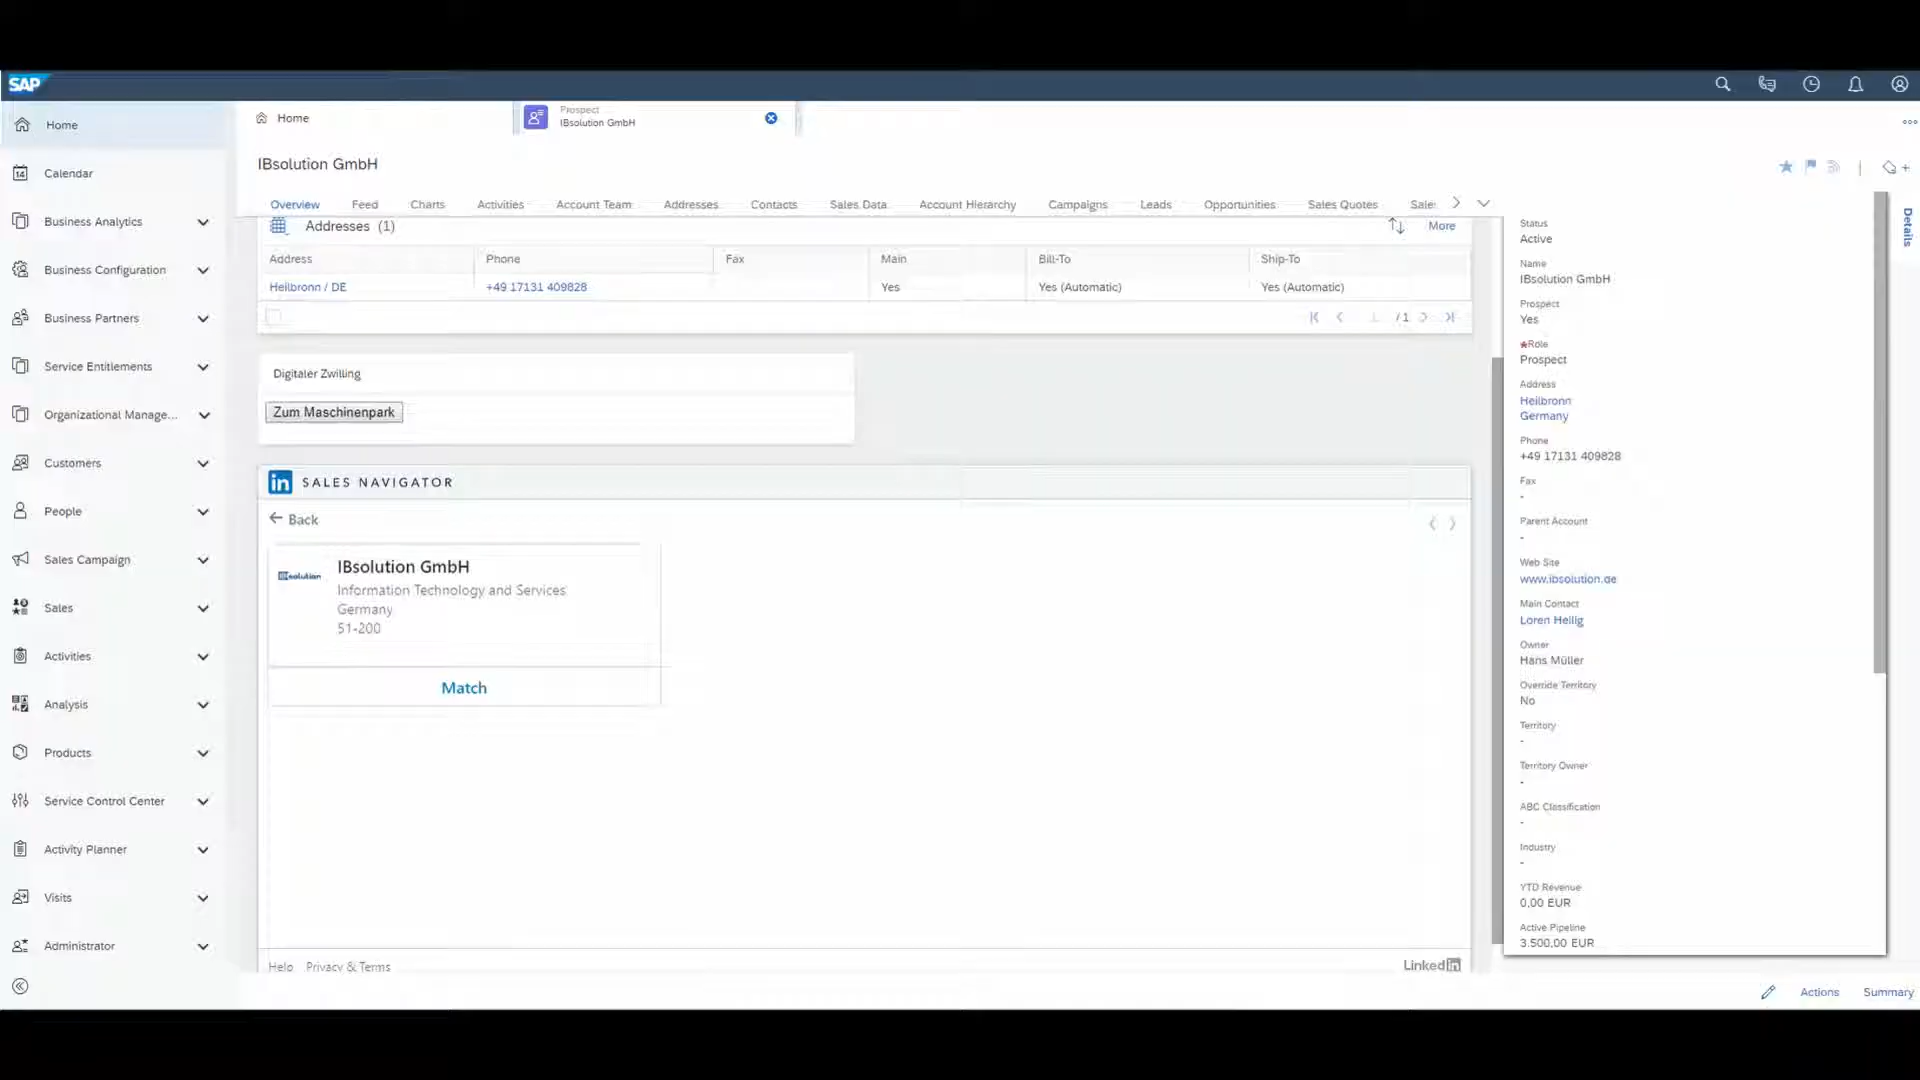 SAP
Home
Calendar
Business Analytics
Business Configuration
Business Partners
Service Entitlements
Organizational Manage...
Customers
People
Sales Campaign
Sales
Activities
Analysis
Products
Service Control Center
Activity Planner
Visits
Administrator
Home
Prospect
IBsolution GmbH
IBsolution GmbH
Overview Feed Charts Activities Account Team Addresses Contacts Sales Data Account Hierarchy Campaigns Leads Opportunities Sales Quotes Sale
Addresses (1) More
Address Phone Fax Main Bill-To Ship-To
Heilbronn / DE +49 17131 409828 Yes Yes (Automatic) Yes (Automatic)
1 / 1
Digitaler Zwilling
Zum Maschinenpark
in SALES NAVIGATOR
Back
IBsolution
IBsolution GmbH
Information Technology and Services
Germany
51-200
Match
Help Privacy & Terms
Linked in
Details
Status
Active
Name
IBsolution GmbH
Prospect
Yes
*Role
Prospect
Address
Heilbronn
Germany
Phone
+49 17131 409828
Fax
-
Parent Account
-
Web Site
www.ibsolution.de
Main Contact
Loren Heilig
Owner
Hans Müller
Override Territory
No
Territory
-
Territory Owner
-
ABC Classification
-
Industry
-
YTD Revenue
0,00 EUR
Active Pipeline
3.500,00 EUR
Actions Summary